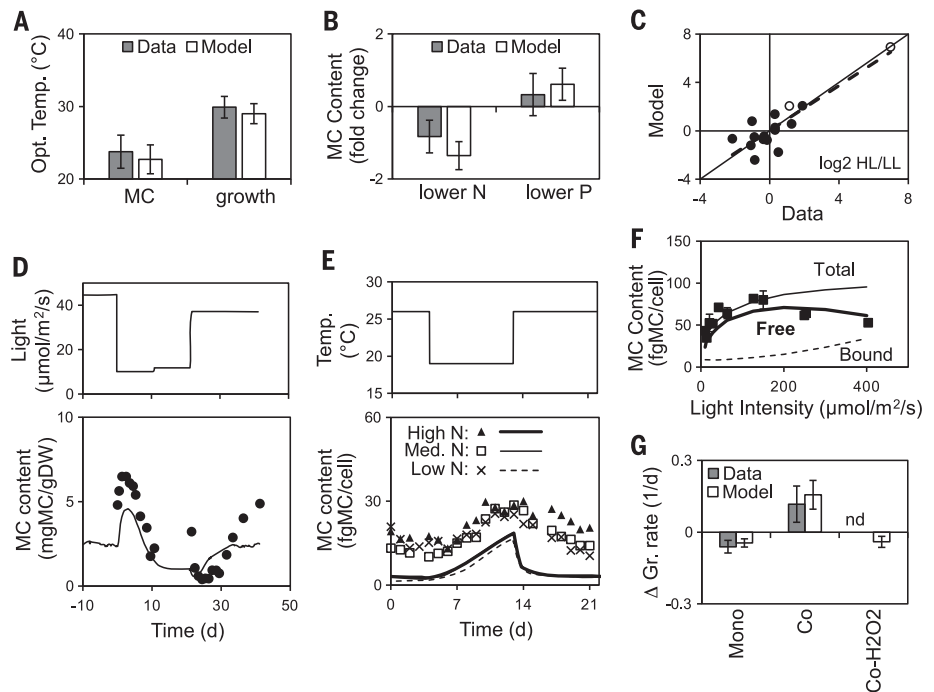 A
Opt. Temp. (°C)
40
30
20
Data
Model
MC
growth
B
MC Content
(fold change)
2
0
-2
Data
Model
lower N
lower P
C
Model
8
4
0
-4
-4
0
4
8
log2 HL/LL
Data
D
Light
(µmol/m²/s)
40
20
0
MC content
(mgMC/gDW)
10
5
0
-10
10
30
50
Time (d)
E
Temp.
(°C)
30
25
20
15
MC content
(fgMC/cell)
60
30
0
High N:
Med. N:
Low N:
0
7
14
21
Time (d)
F
MC Content
(fgMC/cell)
150
100
50
0
Total
Free
Bound
0
200
400
Light Intensity (µmol/m²/s)
G
Δ Gr. rate (1/d)
0.3
0
-0.3
Data
Model
nd
Mono
Co
Co-H2O2